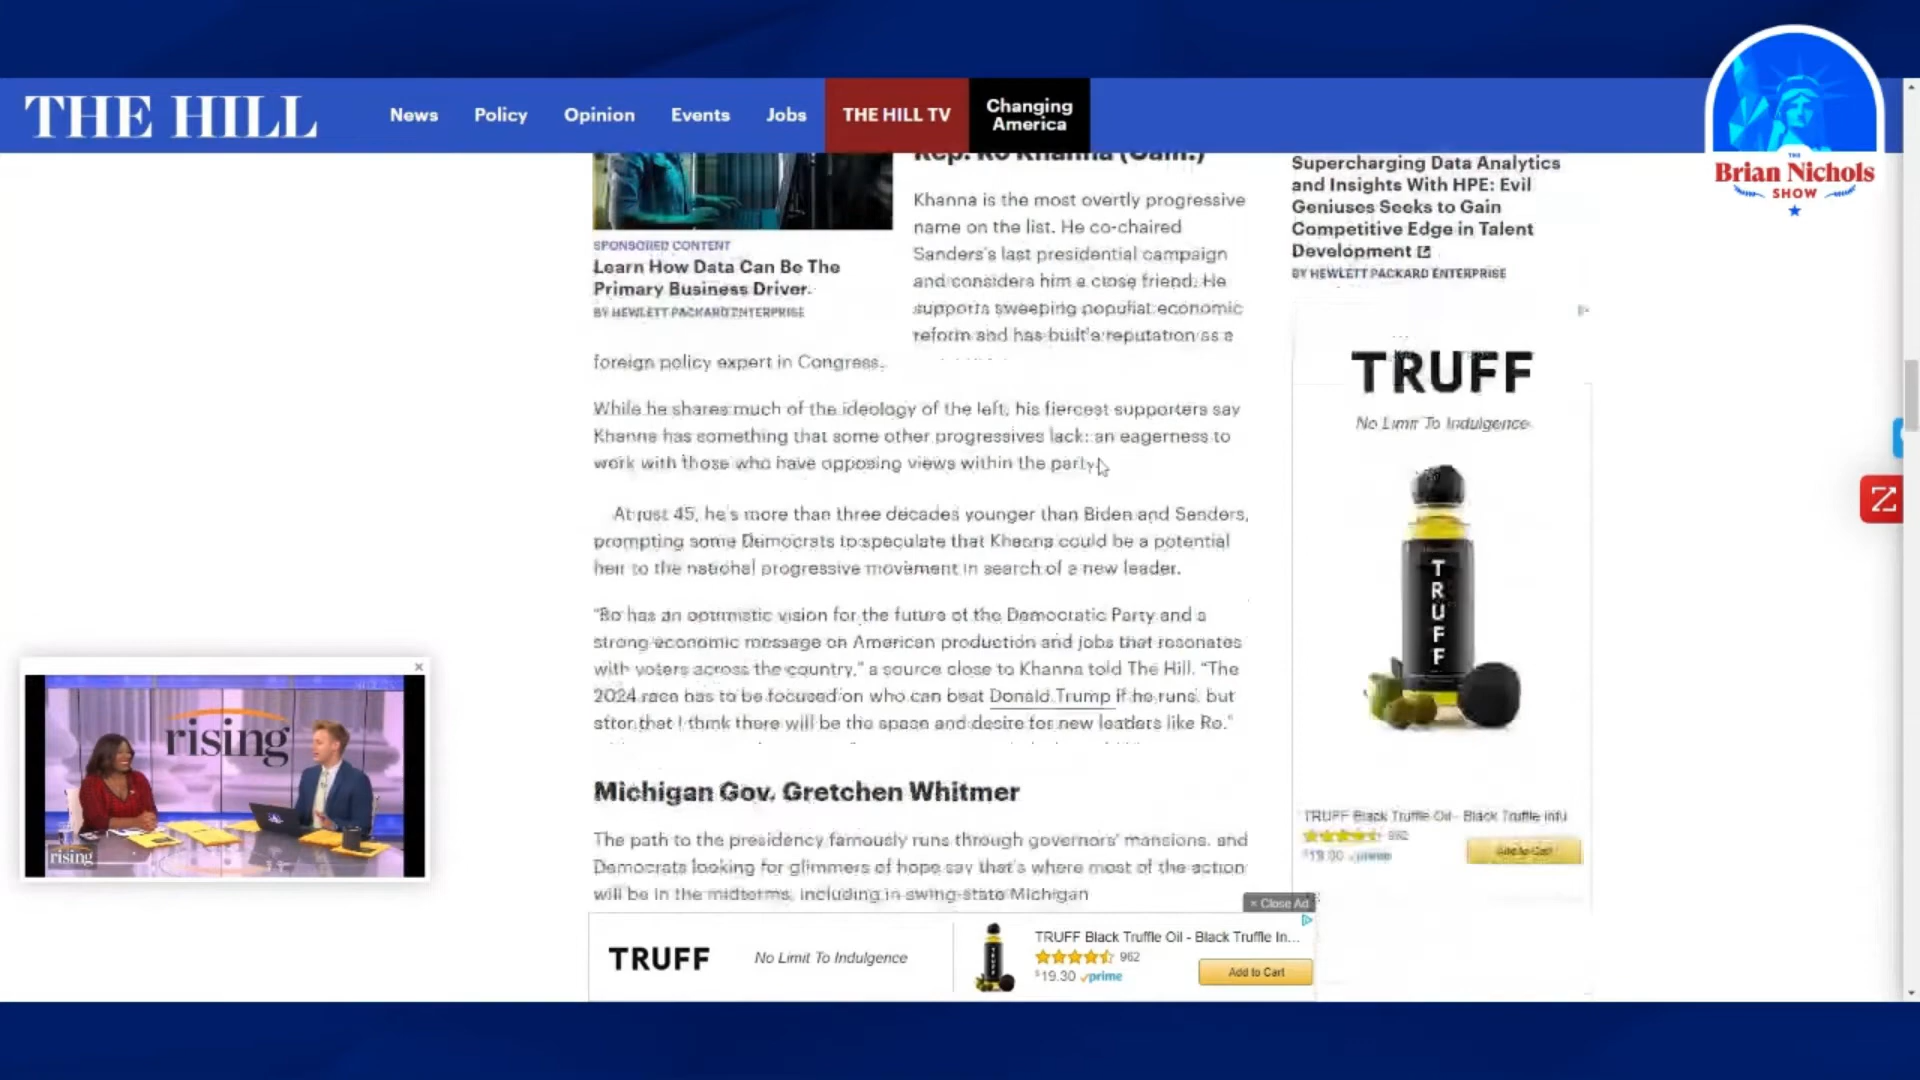 THE HILL
News
Policy
Opinion
Events
Jobs
THE HILL TV
Changing
America
THE
Brian Nichols
SHOW
Rep. Ro Khanna (Calif.)
Khanna is the most overtly progressive
name on the list. He co-chaired
Sanders's last presidential campaign
and considers him a close friend. He
supports sweeping populist economic
reform and has built a reputation as a
foreign policy expert in Congress.
SPONSORED CONTENT
Learn How Data Can Be The
Primary Business Driver.
BY HEWLETT PACKARD ENTERPRISE
While he shares much of the ideology of the left, his fiercest supporters say
Khanna has something that some other progressives lack: an eagerness to
work with those who have opposing views within the party.
At just 45, he's more than three decades younger than Biden and Sanders,
prompting some Democrats to speculate that Khanna could be a potential
heir to the national progressive movement in search of a new leader.
"Ro has an optimistic vision for the future of the Democratic Party and a
strong economic message on American production and jobs that resonates
with voters across the country," a source close to Khanna told The Hill. "The
2024 race has to be focused on who can beat Donald Trump if he runs, but
after that I think there will be the space and desire for new leaders like Ro."
Michigan Gov. Gretchen Whitmer
The path to the presidency famously runs through governors' mansions, and
Democrats looking for glimmers of hope say that's where most of the action
will be in the midterms, including in swing-state Michigan
Supercharging Data Analytics
and Insights With HPE: Evil
Geniuses Seeks to Gain
Competitive Edge in Talent
Development
BY HEWLETT PACKARD ENTERPRISE
TRUFF
No Limit To Indulgence
TRUFF
TRUFF Black Truffle Oil - Black Truffle Infu
962
$19.30 prime
Add to Cart
rising
rising
× Close Ad
TRUFF
No Limit To Indulgence
TRUFF Black Truffle Oil - Black Truffle In...
962
$19.30 prime
Add to Cart